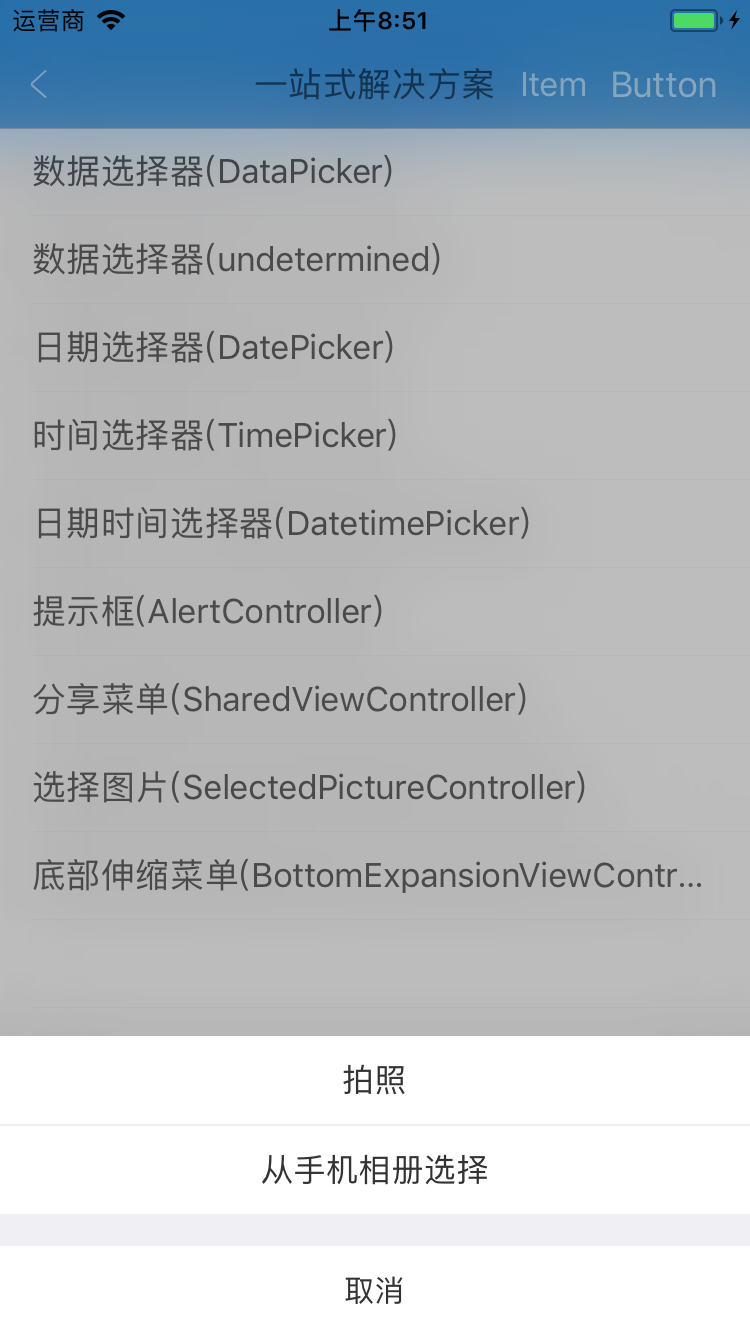 运营商 上午8:51
一站式解决方案 Item Button
数据选择器(DataPicker)
数据选择器(undetermined)
日期选择器(DatePicker)
时间选择器(TimePicker)
日期时间选择器(DatetimePicker)
提示框(AlertController)
分享菜单(SharedViewController)
选择图片(SelectedPictureController)
底部伸缩菜单(BottomExpansionViewContr...
拍照
从手机相册选择
取消